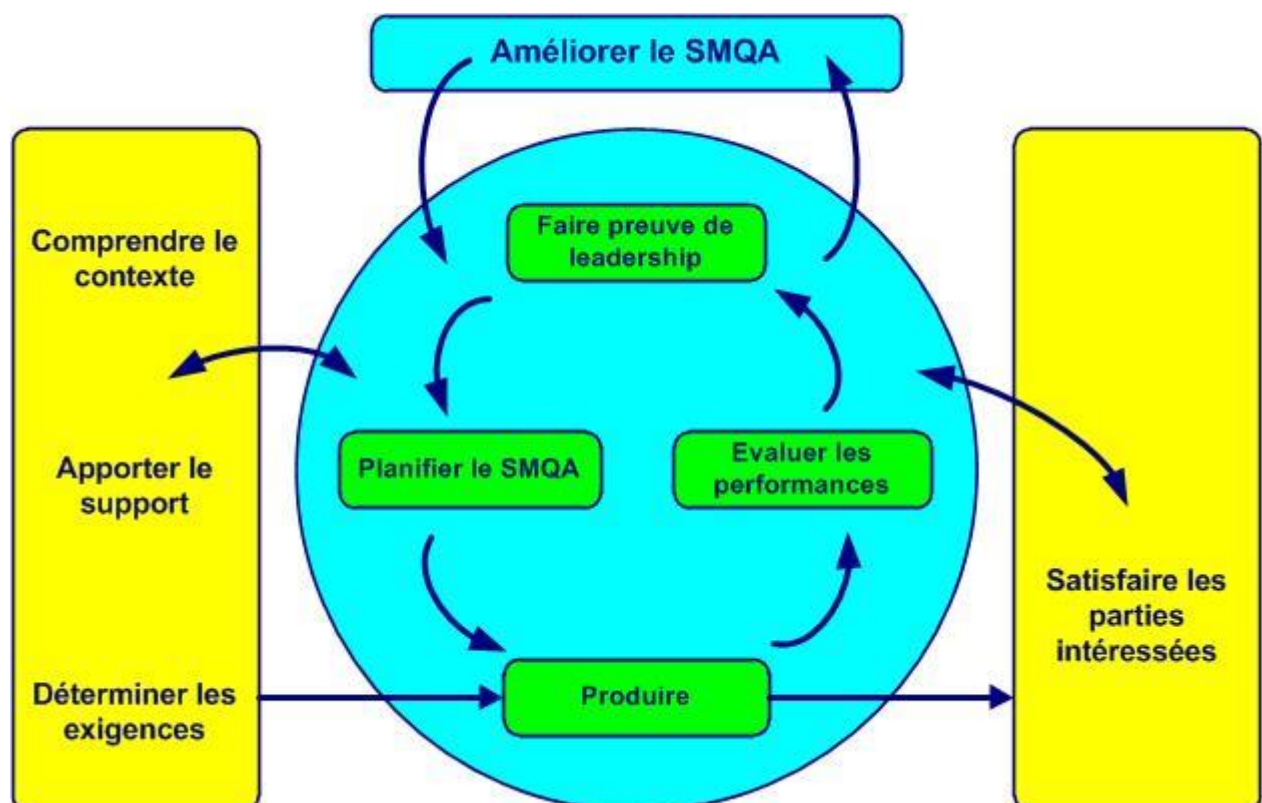 Améliorer le SMQA
Faire preuve de
leadership
Comprendre le
contexte
Planifier le SMQA
Evaluer les
performances
Apporter le
support
Satisfaire les
parties
intéressées
Déterminer les
exigences
Produire